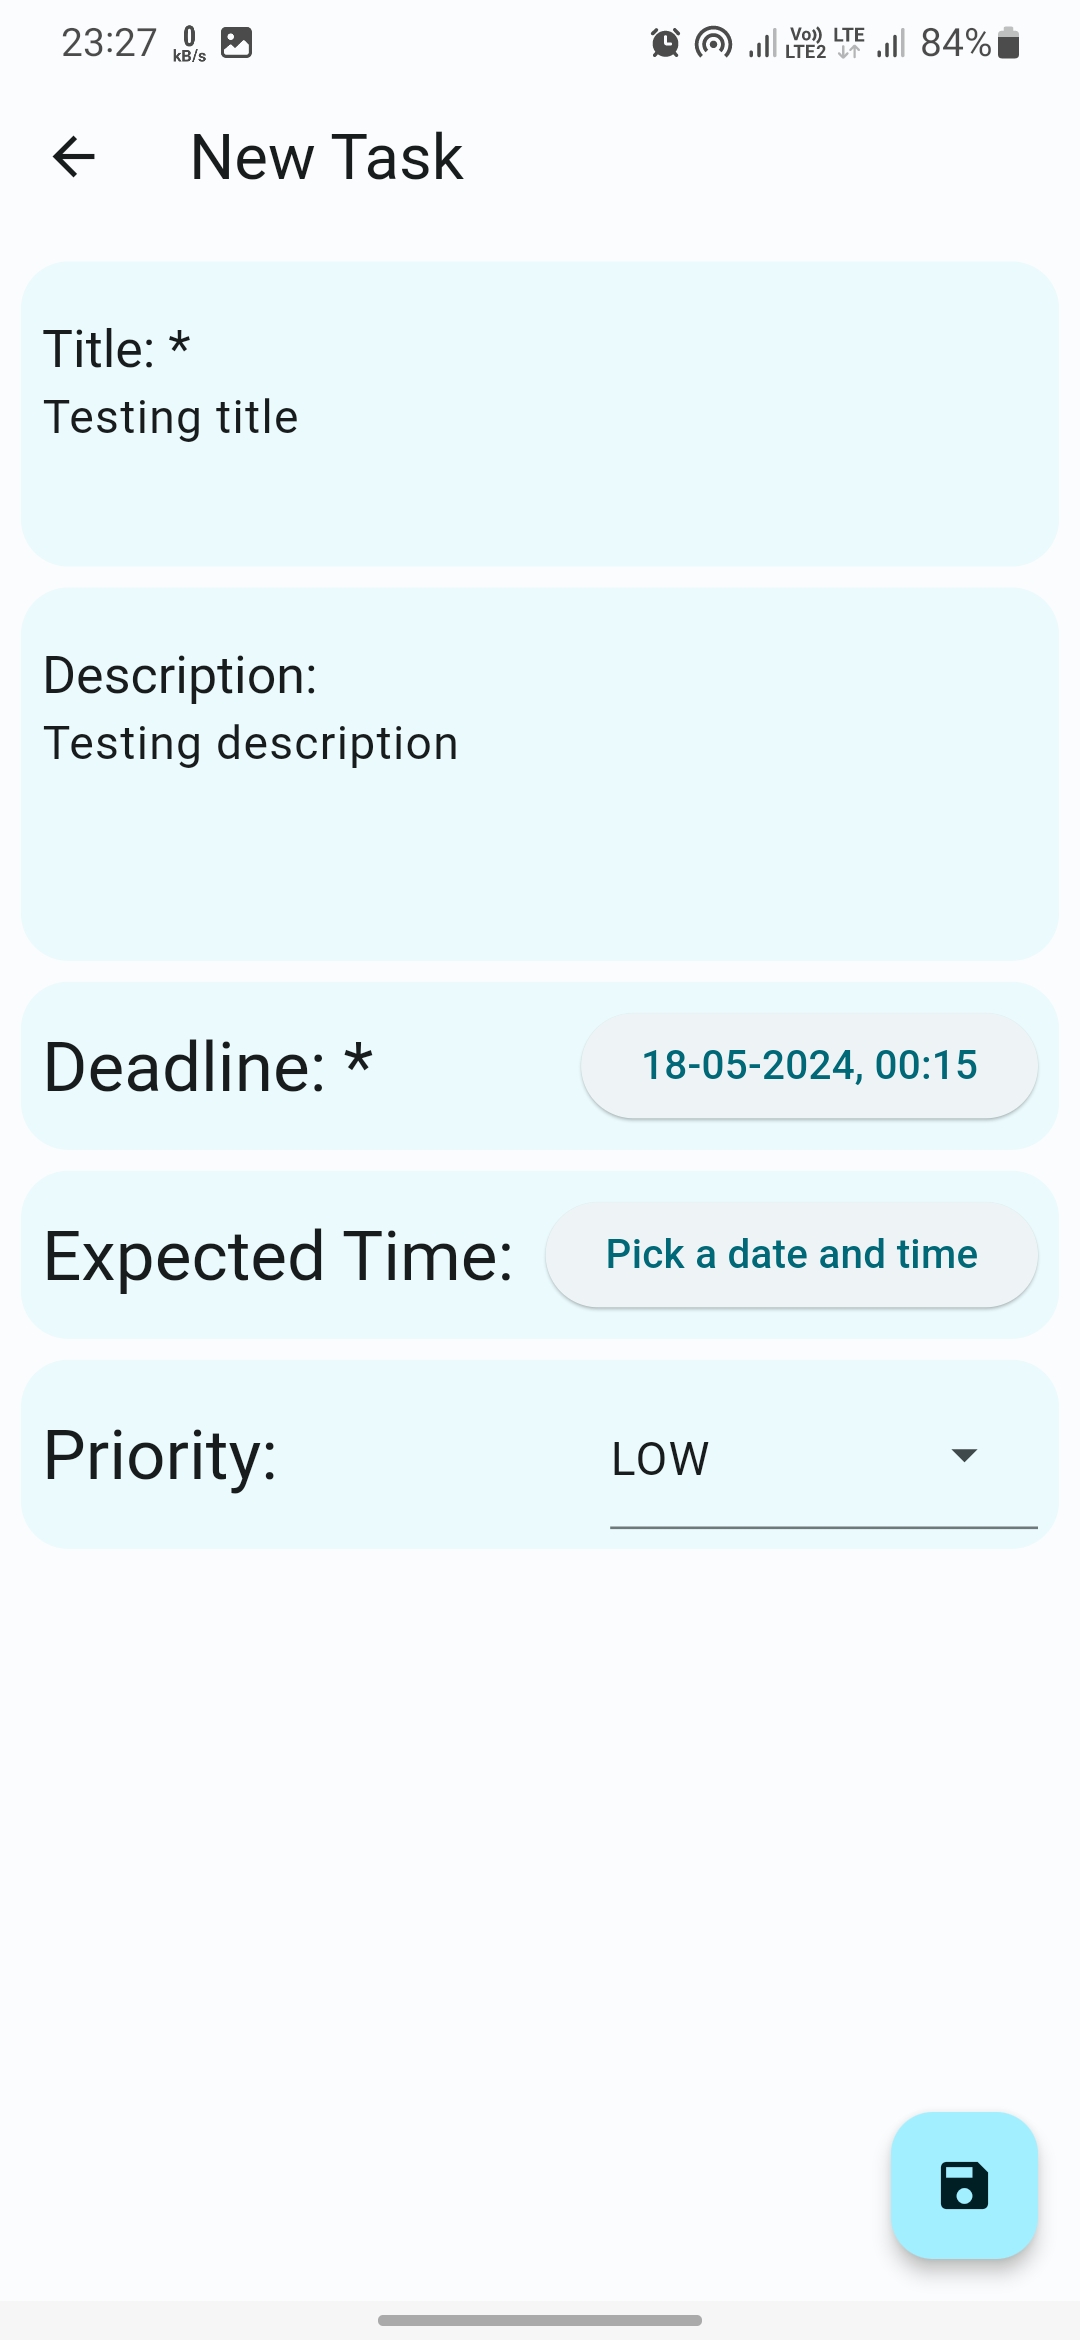 23:27 0 kB/s Vo)) LTE2 LTE 84%
New Task
Title: *
Testing title
Description:
Testing description
Deadline: * 18-05-2024, 00:15
Expected Time: Pick a date and time
Priority: LOW